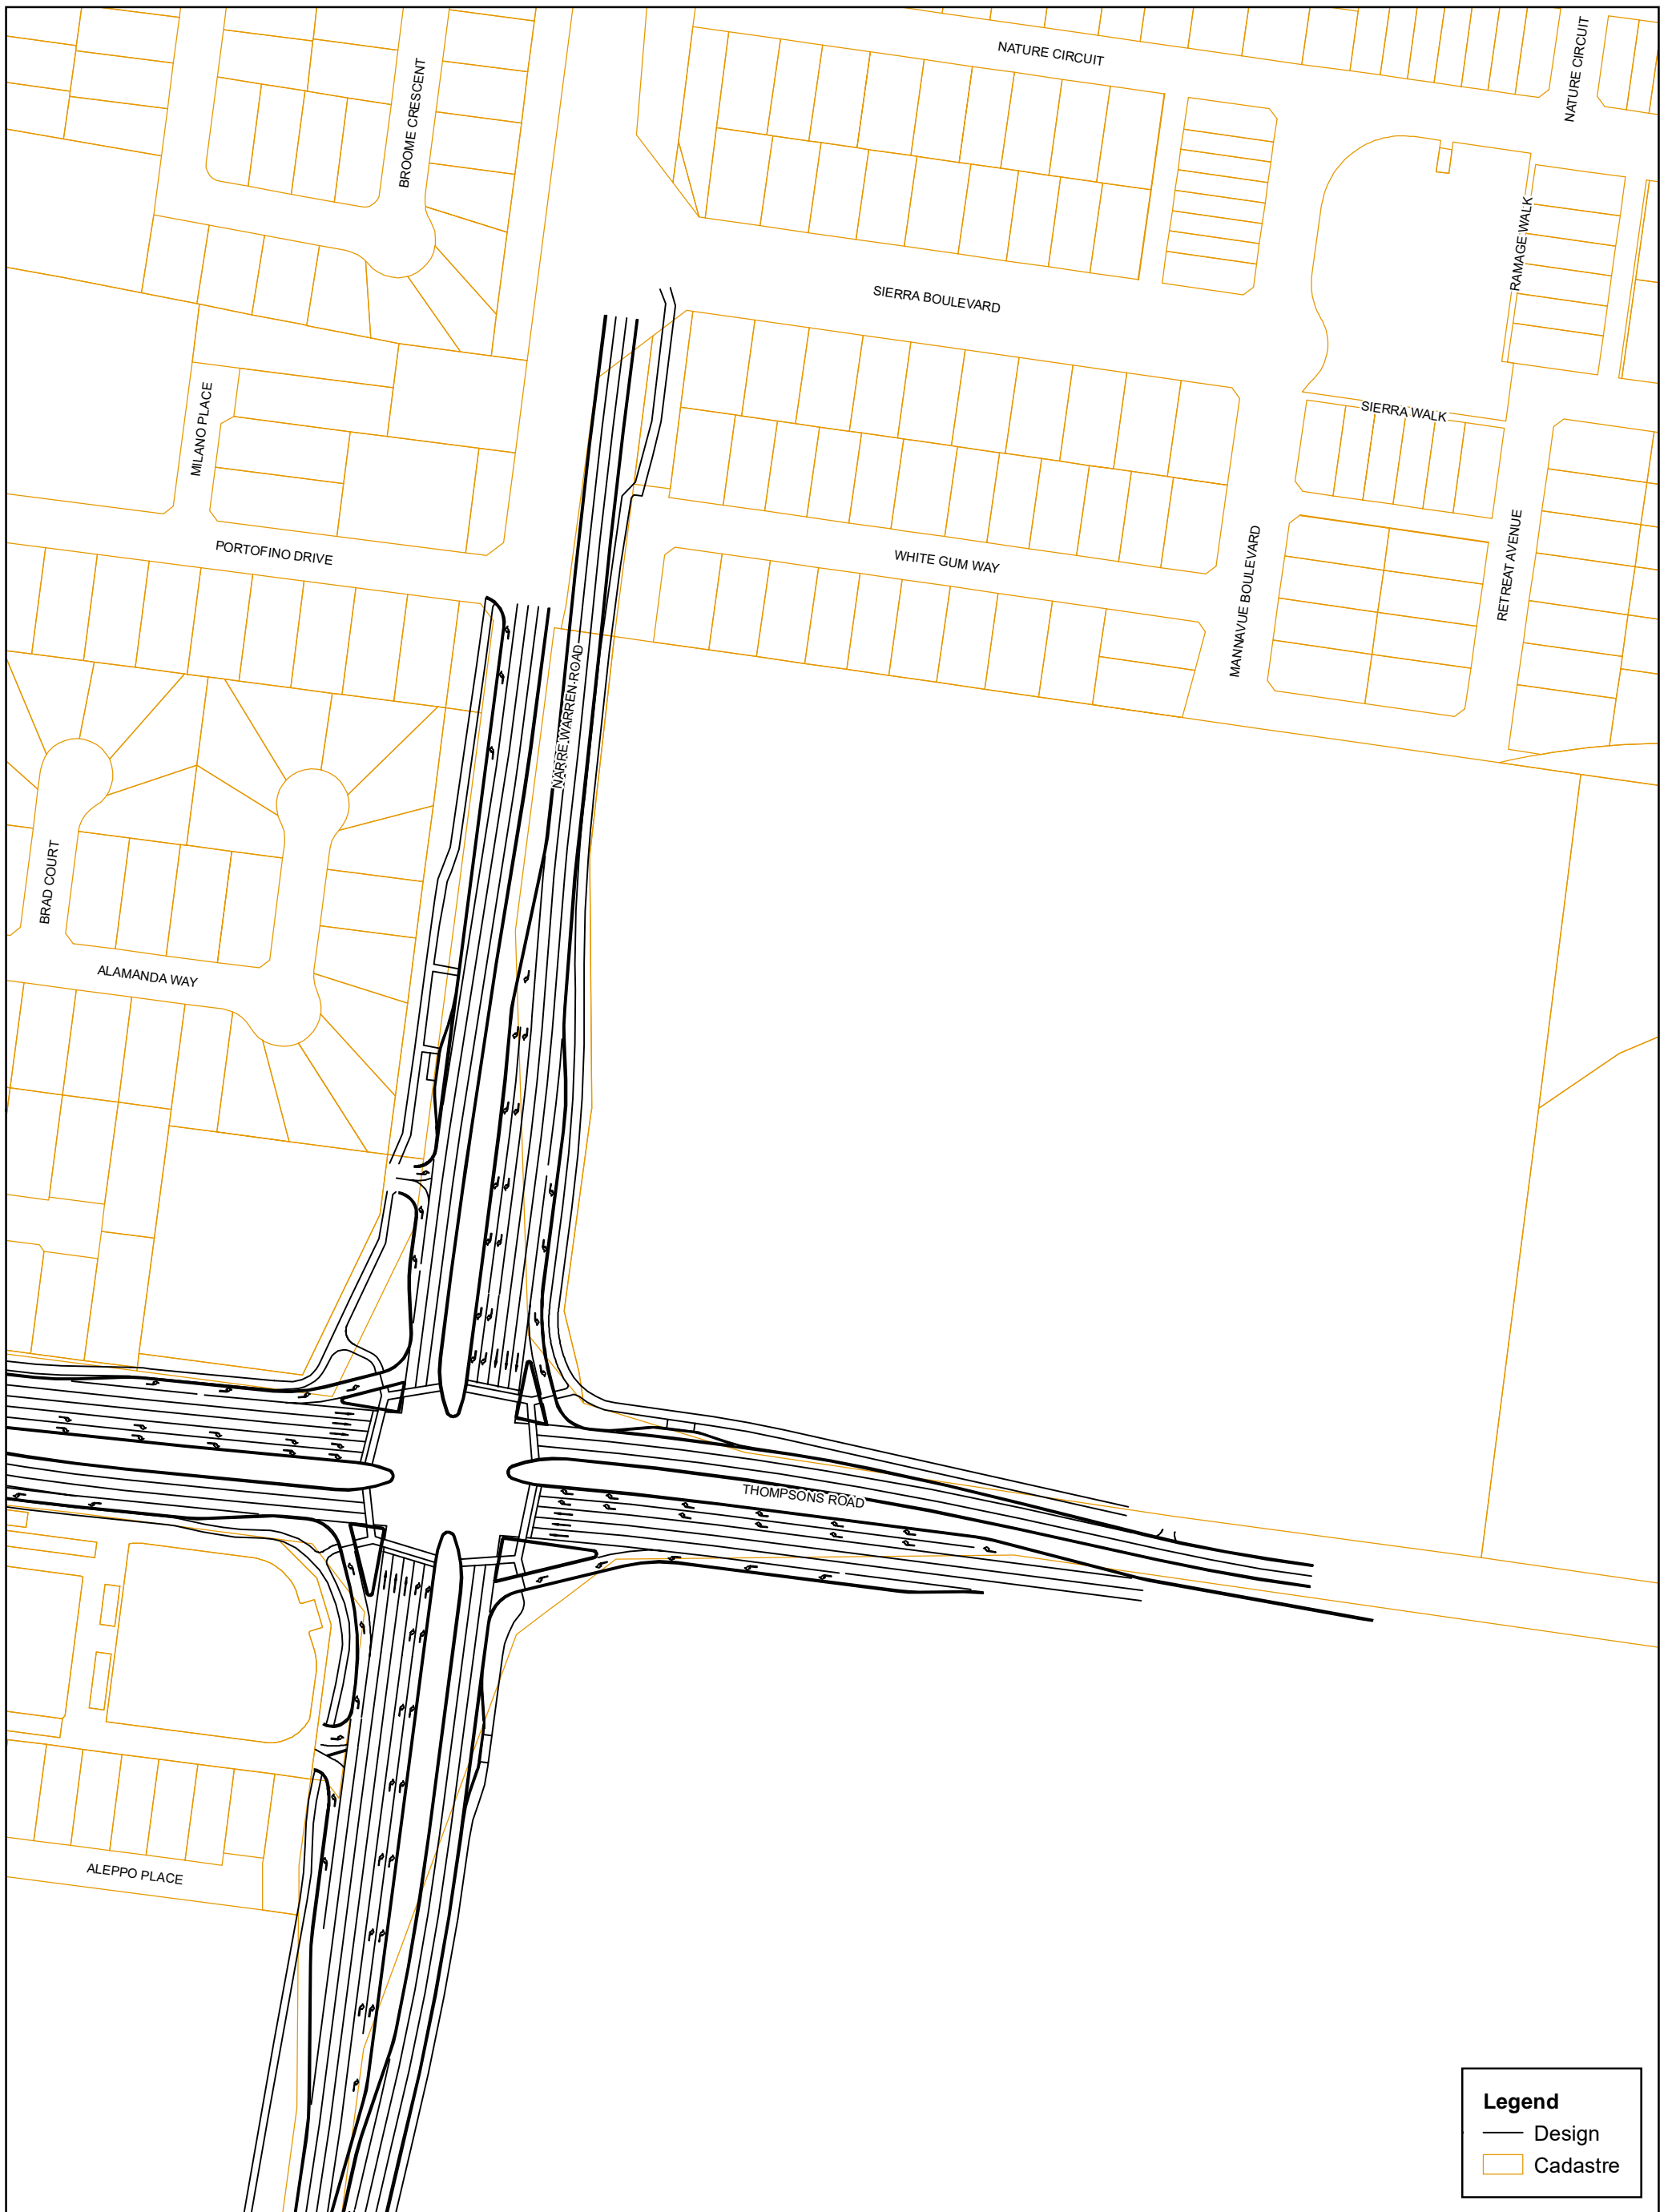 NATURE CIRCUIT
NATURE CIRCUIT
BROOME CRESCENT
RAMAGE WALK
SIERRA BOULEVARD
MILANO PLACE
SIERRA WALK
PORTOFINO DRIVE
WHITE GUM WAY
MANNAVUE BOULEVARD
RETREAT AVENUE
NARRE WARREN ROAD
BRAD COURT
ALAMANDA WAY
THOMPSONS ROAD
ALEPPO PLACE
Legend
Design
Cadastre